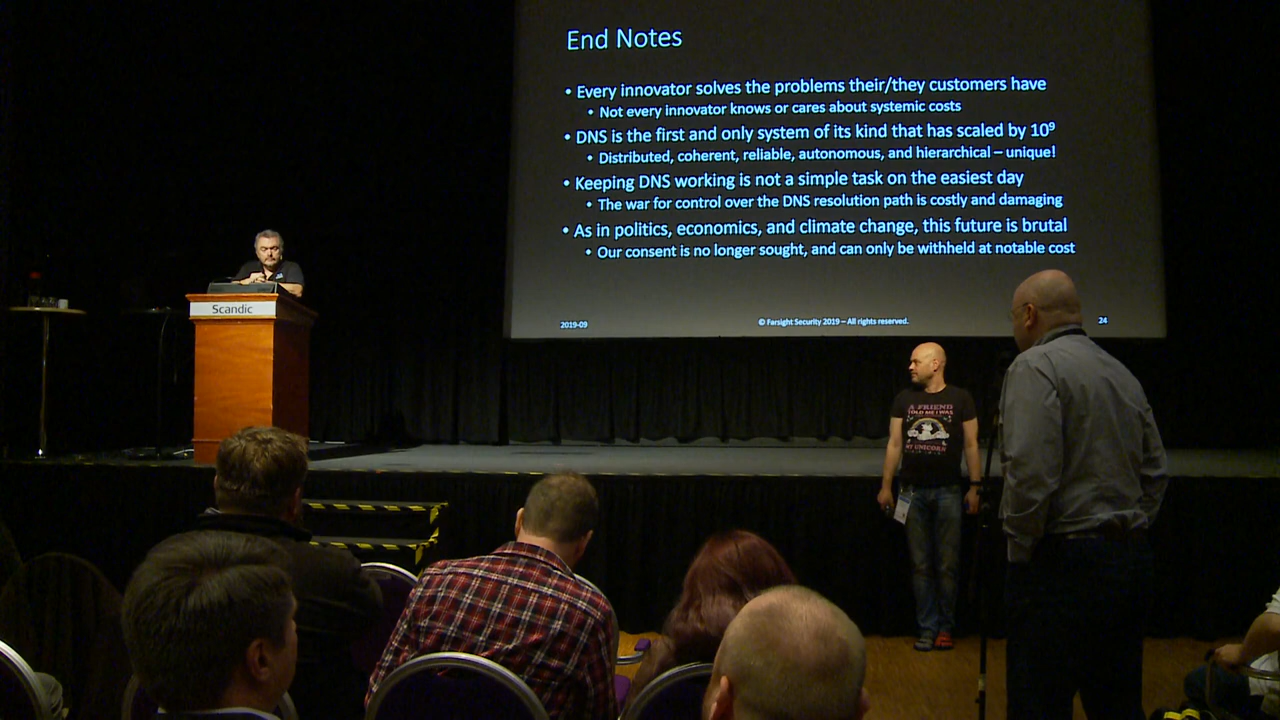 End Notes
• Every innovator solves the problems their/they customers have
• Not every innovator knows or cares about systemic costs
• DNS is the first and only system of its kind that has scaled by 10⁹
• Distributed, coherent, reliable, autonomous, and hierarchical – unique!
• Keeping DNS working is not a simple task on the easiest day
• The war for control over the DNS resolution path is costly and damaging
• As in politics, economics, and climate change, this future is brutal
• Our consent is no longer sought, and can only be withheld at notable cost
2019-09
© Farsight Security 2019 – All rights reserved.
24
Scandic
A FRIEND
TOLD ME I WAS
MY UNICORN